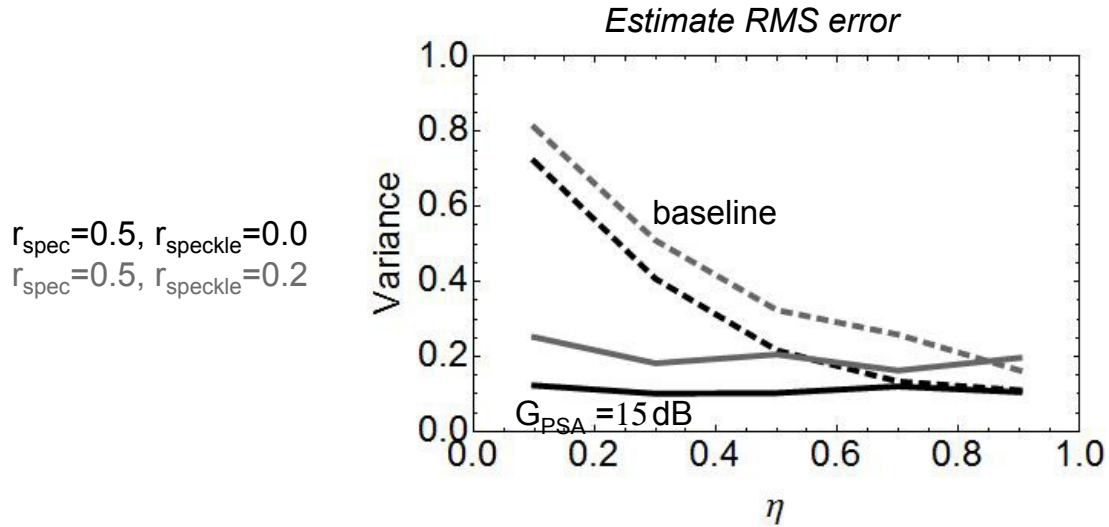 Estimate RMS error
r_spec=0.5, r_speckle=0.0
r_spec=0.5, r_speckle=0.2
Variance
1.0
0.8
0.6
0.4
0.2
0.0
baseline
G_PSA =15 dB
0.0 0.2 0.4 0.6 0.8 1.0
η